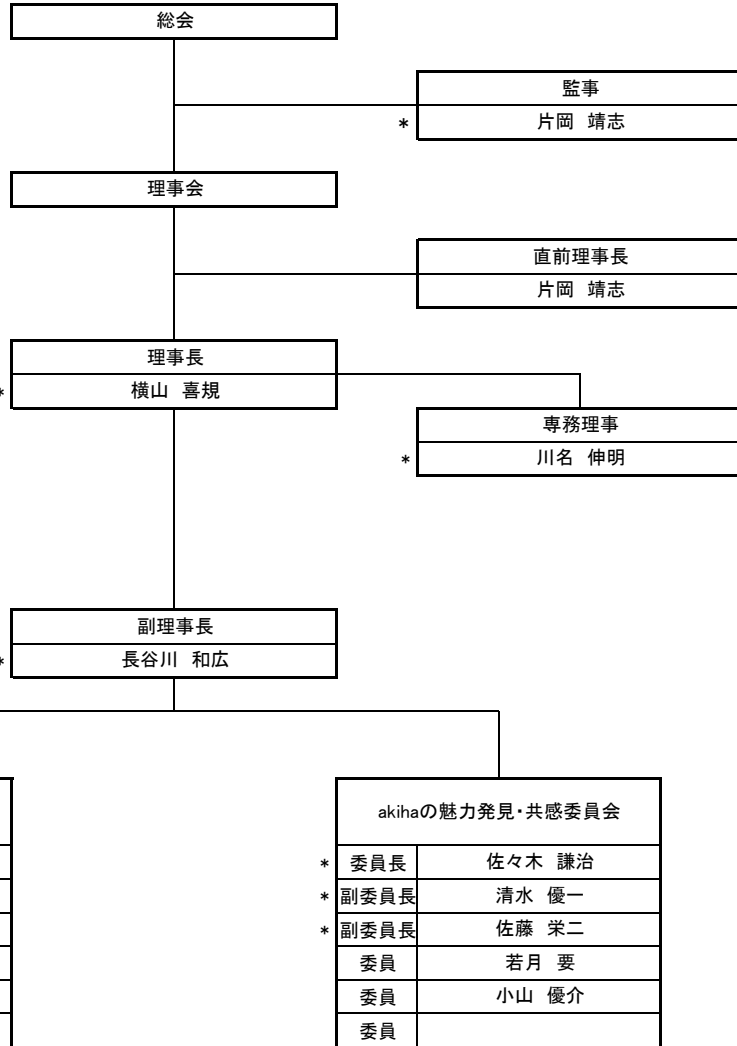 総会
監事
* 片岡 靖志
理事会
直前理事長
片岡 靖志
理事長
* 横山 喜規
専務理事
* 川名 伸明
副理事長
* 長谷川 和広
akihaの魅力発見・共感委員会
* 委員長 佐々木 謙治
* 副委員長 清水 優一
* 副委員長 佐藤 栄二
委員 若月 要
委員 小山 優介
委員